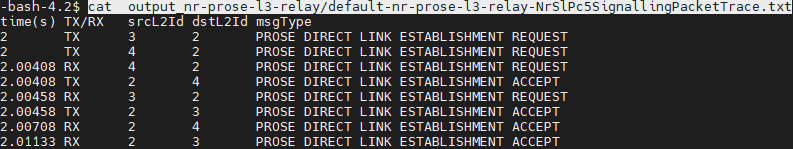 -bash-4.2$ cat output_nr-prose-l3-relay/default-nr-prose-l3-relay-NrSlPc5SignallingPacketTrace.txt
time(s) TX/RX srcL2Id dstL2Id msgType
2 TX 3 2 PROSE DIRECT LINK ESTABLISHMENT REQUEST
2 TX 4 2 PROSE DIRECT LINK ESTABLISHMENT REQUEST
2.00408 RX 4 2 PROSE DIRECT LINK ESTABLISHMENT REQUEST
2.00408 TX 2 4 PROSE DIRECT LINK ESTABLISHMENT ACCEPT
2.00458 RX 3 2 PROSE DIRECT LINK ESTABLISHMENT REQUEST
2.00458 TX 2 3 PROSE DIRECT LINK ESTABLISHMENT ACCEPT
2.00708 RX 2 4 PROSE DIRECT LINK ESTABLISHMENT ACCEPT
2.01133 RX 2 3 PROSE DIRECT LINK ESTABLISHMENT ACCEPT